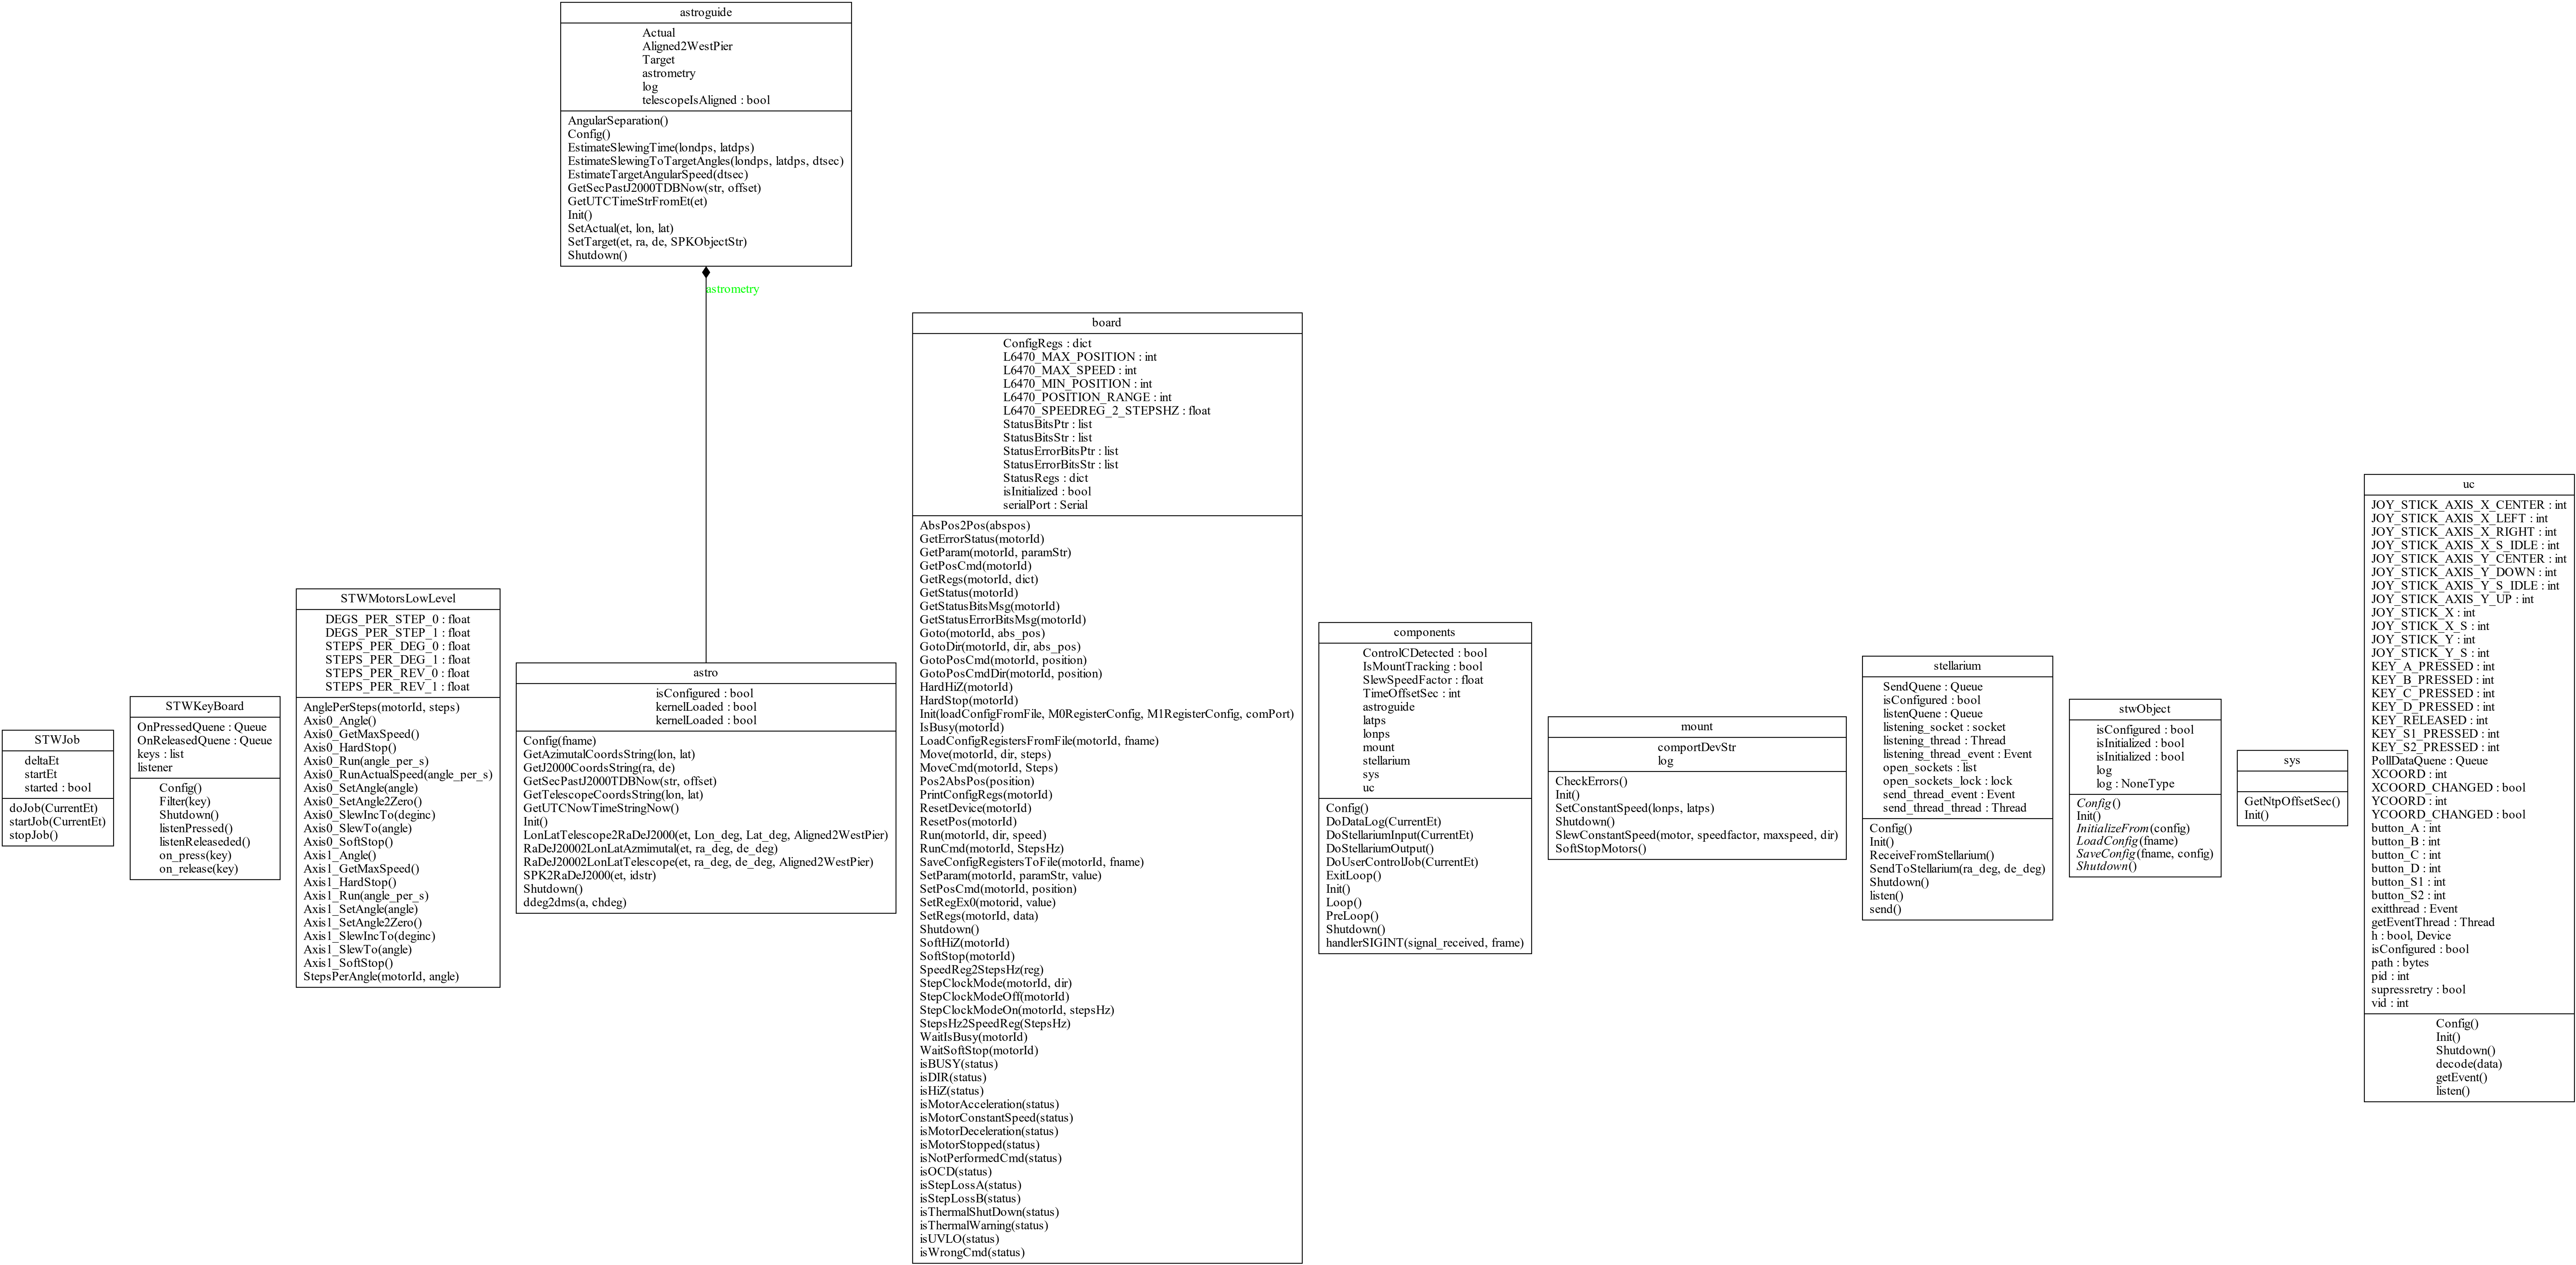 astroguide
Actual
Aligned2WestPier
Target
astrometry
log
telescopeIsAligned : bool
AngularSeparation()
Config()
EstimateSlewingTime(londps, latdps)
EstimateSlewingToTargetAngles(londps, latdps, dtsec)
EstimateTargetAngularSpeed(dtsec)
GetSecPastJ2000TDBNow(str, offset)
GetUTCTimeStrFromEt(et)
Init()
SetActual(et, lon, lat)
SetTarget(et, ra, de, SPKObjectStr)
Shutdown()
astrometry
STWJob
deltaEt
startEt
started : bool
doJob(CurrentEt)
startJob(CurrentEt)
stopJob()
STWKeyBoard
OnPressedQuene : Queue
OnReleasedQuene : Queue
keys : list
listener
Config()
Filter(key)
Shutdown()
listenPressed()
listenReleaseded()
on_press(key)
on_release(key)
STWMotorsLowLevel
DEGS_PER_STEP_0 : float
DEGS_PER_STEP_1 : float
STEPS_PER_DEG_0 : float
STEPS_PER_DEG_1 : float
STEPS_PER_REV_0 : float
STEPS_PER_REV_1 : float
AnglePerSteps(motorId, steps)
Axis0_Angle()
Axis0_GetMaxSpeed()
Axis0_HardStop()
Axis0_Run(angle_per_s)
Axis0_RunActualSpeed(angle_per_s)
Axis0_SetAngle(angle)
Axis0_SetAngle2Zero()
Axis0_SlewIncTo(deginc)
Axis0_SlewTo(angle)
Axis0_SoftStop()
Axis1_Angle()
Axis1_GetMaxSpeed()
Axis1_HardStop()
Axis1_Run(angle_per_s)
Axis1_SetAngle(angle)
Axis1_SetAngle2Zero()
Axis1_SlewIncTo(deginc)
Axis1_SlewTo(angle)
Axis1_SoftStop()
StepsPerAngle(motorId, angle)
astro
isConfigured : bool
kernelLoaded : bool
kernelLoaded : bool
Config(fname)
GetAzimutalCoordsString(lon, lat)
GetJ2000CoordsString(ra, de)
GetSecPastJ2000TDBNow(str, offset)
GetTelescopeCoordsString(lon, lat)
GetUTCNowTimeStringNow()
Init()
LonLatTelescope2RaDeJ2000(et, Lon_deg, Lat_deg, Aligned2WestPier)
RaDeJ20002LonLatAzmimutal(et, ra_deg, de_deg)
RaDeJ20002LonLatTelescope(et, ra_deg, de_deg, Aligned2WestPier)
SPK2RaDeJ2000(et, idstr)
Shutdown()
ddeg2dms(a, chdeg)
board
ConfigRegs : dict
L6470_MAX_POSITION : int
L6470_MAX_SPEED : int
L6470_MIN_POSITION : int
L6470_POSITION_RANGE : int
L6470_SPEEDREG_2_STEPSHZ : float
StatusBitsPtr : list
StatusBitsStr : list
StatusErrorBitsPtr : list
StatusErrorBitsStr : list
StatusRegs : dict
isInitialized : bool
serialPort : Serial
AbsPos2Pos(abspos)
GetErrorStatus(motorId)
GetParam(motorId, paramStr)
GetPosCmd(motorId)
GetRegs(motorId, dict)
GetStatus(motorId)
GetStatusBitsMsg(motorId)
GetStatusErrorBitsMsg(motorId)
Goto(motorId, abs_pos)
GotoDir(motorId, dir, abs_pos)
GotoPosCmd(motorId, position)
GotoPosCmdDir(motorId, position)
HardHiZ(motorId)
HardStop(motorId)
Init(loadConfigFromFile, M0RegisterConfig, M1RegisterConfig, comPort)
IsBusy(motorId)
LoadConfigRegistersFromFile(motorId, fname)
Move(motorId, dir, steps)
MoveCmd(motorId, Steps)
Pos2AbsPos(position)
PrintConfigRegs(motorId)
ResetDevice(motorId)
ResetPos(motorId)
Run(motorId, dir, speed)
RunCmd(motorId, StepsHz)
SaveConfigRegistersToFile(motorId, fname)
SetParam(motorId, paramStr, value)
SetPosCmd(motorId, position)
SetRegEx0(motorid, value)
SetRegs(motorId, data)
Shutdown()
SoftHiZ(motorId)
SoftStop(motorId)
SpeedReg2StepsHz(reg)
StepClockMode(motorId, dir)
StepClockModeOff(motorId)
StepClockModeOn(motorId, stepsHz)
StepsHz2SpeedReg(StepsHz)
WaitIsBusy(motorId)
WaitSoftStop(motorId)
isBUSY(status)
isDIR(status)
isHiZ(status)
isMotorAcceleration(status)
isMotorConstantSpeed(status)
isMotorDeceleration(status)
isMotorStopped(status)
isNotPerformedCmd(status)
isOCD(status)
isStepLossA(status)
isStepLossB(status)
isThermalShutDown(status)
isThermalWarning(status)
isUVLO(status)
isWrongCmd(status)
components
ControlCDetected : bool
IsMountTracking : bool
SlewSpeedFactor : float
TimeOffsetSec : int
astroguide
latps
lonps
mount
stellarium
sys
uc
Config()
DoDataLog(CurrentEt)
DoStellariumInput(CurrentEt)
DoStellariumOutput()
DoUserControlJob(CurrentEt)
ExitLoop()
Init()
Loop()
PreLoop()
Shutdown()
handlerSIGINT(signal_received, frame)
mount
comportDevStr
log
CheckErrors()
Init()
SetConstantSpeed(lonps, latps)
Shutdown()
SlewConstantSpeed(motor, speedfactor, maxspeed, dir)
SoftStopMotors()
stellarium
SendQuene : Queue
isConfigured : bool
listenQuene : Queue
listening_socket : socket
listening_thread : Thread
listening_thread_event : Event
open_sockets : list
open_sockets_lock : lock
send_thread_event : Event
send_thread_thread : Thread
Config()
Init()
ReceiveFromStellarium()
SendToStellarium(ra_deg, de_deg)
Shutdown()
listen()
send()
stwObject
isConfigured : bool
isInitialized : bool
isInitialized : bool
log
log : NoneType
Config()
Init()
InitializeFrom(config)
LoadConfig(fname)
SaveConfig(fname, config)
Shutdown()
sys
GetNtpOffsetSec()
Init()
uc
JOY_STICK_AXIS_X_CENTER : int
JOY_STICK_AXIS_X_LEFT : int
JOY_STICK_AXIS_X_RIGHT : int
JOY_STICK_AXIS_X_S_IDLE : int
JOY_STICK_AXIS_Y_CENTER : int
JOY_STICK_AXIS_Y_DOWN : int
JOY_STICK_AXIS_Y_S_IDLE : int
JOY_STICK_AXIS_Y_UP : int
JOY_STICK_X : int
JOY_STICK_X_S : int
JOY_STICK_Y : int
JOY_STICK_Y_S : int
KEY_A_PRESSED : int
KEY_B_PRESSED : int
KEY_C_PRESSED : int
KEY_D_PRESSED : int
KEY_RELEASED : int
KEY_S1_PRESSED : int
KEY_S2_PRESSED : int
PollDataQuene : Queue
XCOORD : int
XCOORD_CHANGED : bool
YCOORD : int
YCOORD_CHANGED : bool
button_A : int
button_B : int
button_C : int
button_D : int
button_S1 : int
button_S2 : int
exitthread : Event
getEventThread : Thread
h : bool, Device
isConfigured : bool
path : bytes
pid : int
supressretry : bool
vid : int
Config()
Init()
Shutdown()
decode(data)
getEvent()
listen()